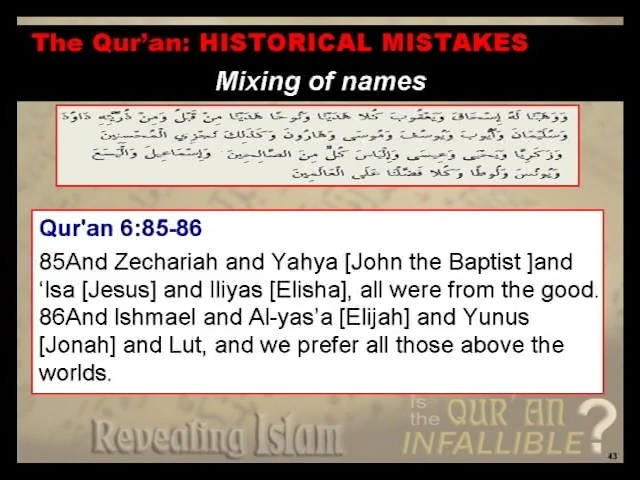 The Qur’an: HISTORICAL MISTAKES
Mixing of names
وَوَهَبْنَا لَهُ إِسْحَاقَ وَيَعْقُوبَ كُلًّا هَدَيْنَا وَنُوحًا هَدَيْنَا مِنْ قَبْلُ وَمِنْ ذُرِّيَّتِهِ دَاوُدَ
وَسُلَيْمَانَ وَأَيُّوبَ وَيُوسُفَ وَمُوسَى وَهَارُونَ وَكَذَلِكَ نَجْزِي الْمُحْسِنِينَ
وَزَكَرِيَّا وَيَحْيَى وَعِيسَى وَإِلْيَاسَ كُلٌّ مِنَ الصَّالِحِينَ وَإِسْمَاعِيلَ وَالْيَسَعَ
وَيُونُسَ وَلُوطًا وَكُلًّا فَضَّلْنَا عَلَى الْعَالَمِينَ
Qur'an 6:85-86
85And Zechariah and Yahya [John the Baptist ]and
‘Isa [Jesus] and Iliyas [Elisha], all were from the good.
86And Ishmael and Al-yas’a [Elijah] and Yunus
[Jonah] and Lut, and we prefer all those above the
worlds.
Revealing Islam
Is
the QUR'AN
INFALLIBLE?
43